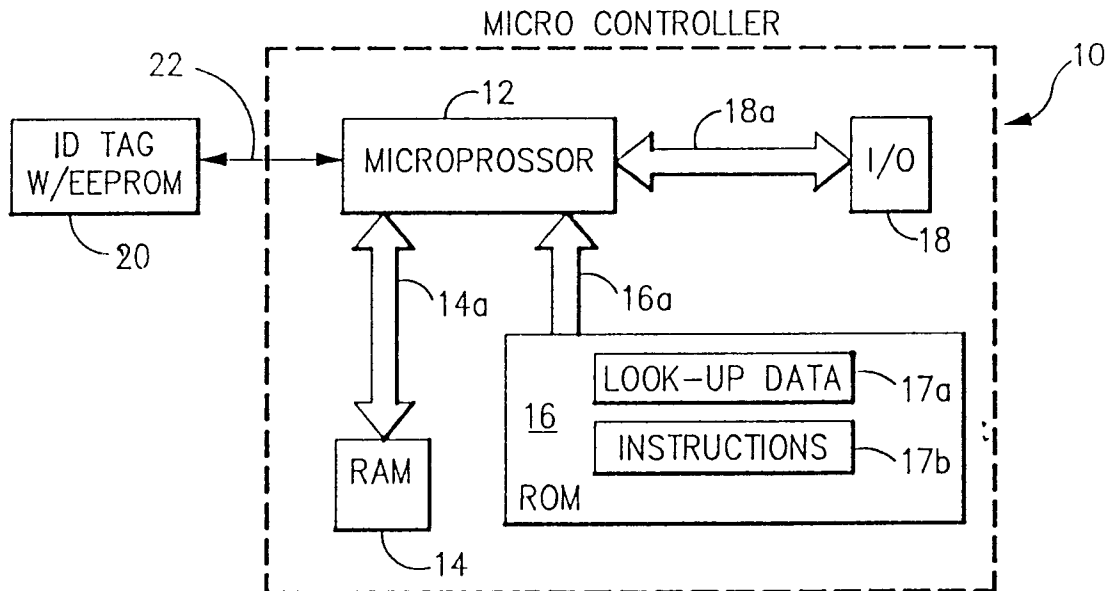 MICRO CONTROLLER
10
22
12
18a
ID TAG
W/EEPROM
MICROPROSSOR
I/O
20
18
14a
16a
LOOK-UP DATA
17a
16
INSTRUCTIONS
17b
RAM
ROM
14